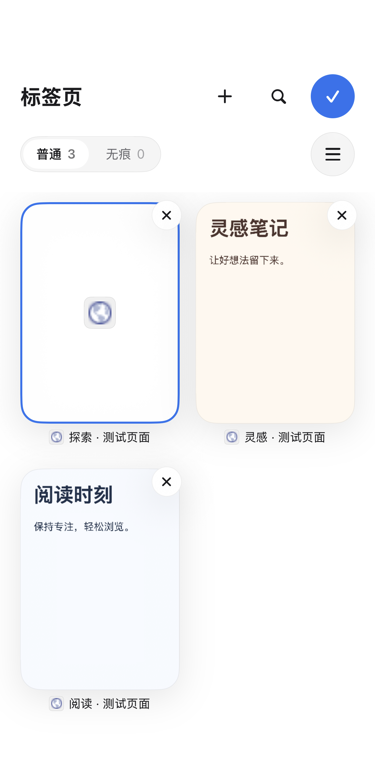 标签页
普通 3 无痕 0
灵感笔记
让好想法留下来。
探索 · 测试页面
灵感 · 测试页面
阅读时刻
保持专注，轻松浏览。
阅读 · 测试页面